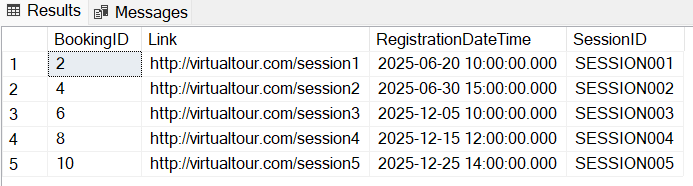 Results Messages
BookingID Link RegistrationDateTime SessionID
1 2 http://virtualtour.com/session1 2025-06-20 10:00:00.000 SESSION001
2 4 http://virtualtour.com/session2 2025-06-30 15:00:00.000 SESSION002
3 6 http://virtualtour.com/session3 2025-12-05 10:00:00.000 SESSION003
4 8 http://virtualtour.com/session4 2025-12-15 12:00:00.000 SESSION004
5 10 http://virtualtour.com/session5 2025-12-25 14:00:00.000 SESSION005